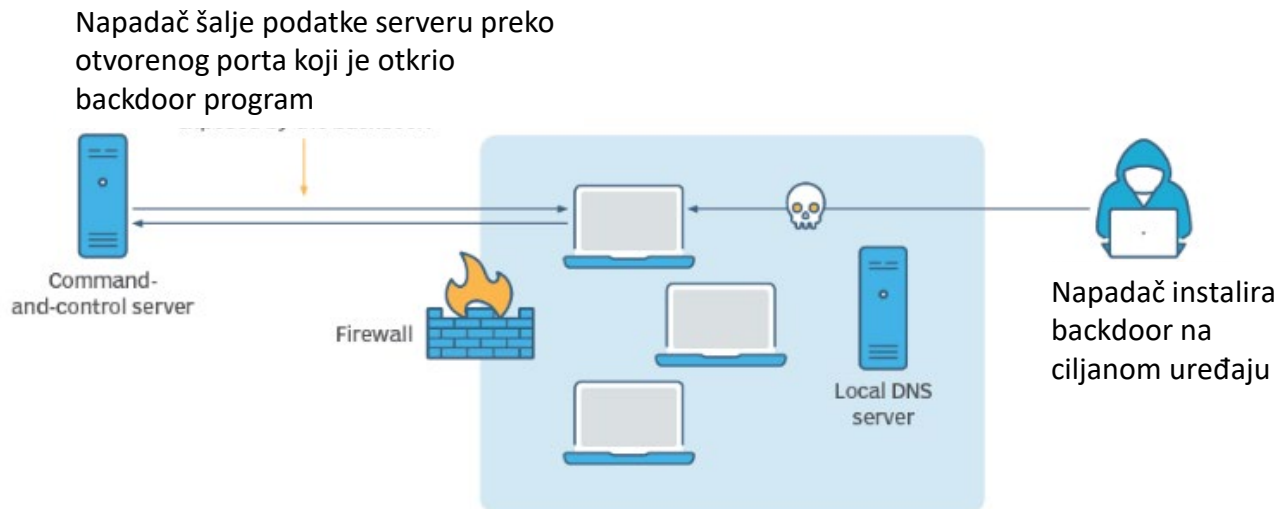 Napadač šalje podatke serveru preko
otvorenog porta koji je otkrio
backdoor program
Command-
and-control server
Firewall
Local DNS
server
Napadač instalira
backdoor na
ciljanom uređaju